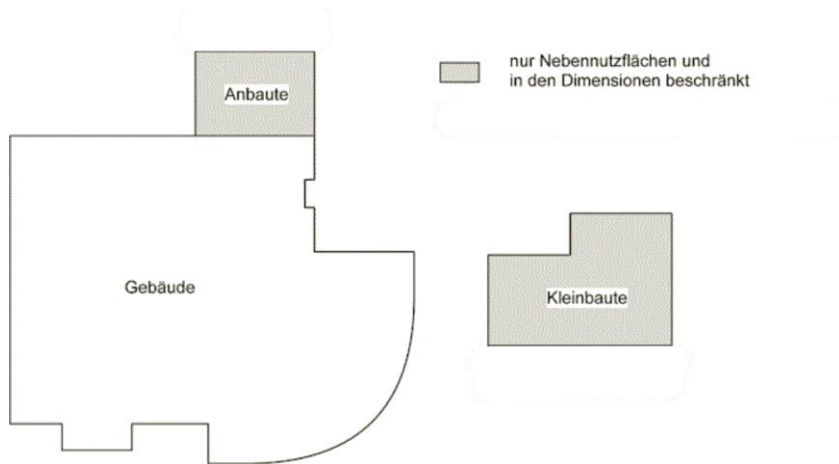 nur Nebennutzflächen und
in den Dimensionen beschränkt
Anbaute
Gebäude
Kleinbaute